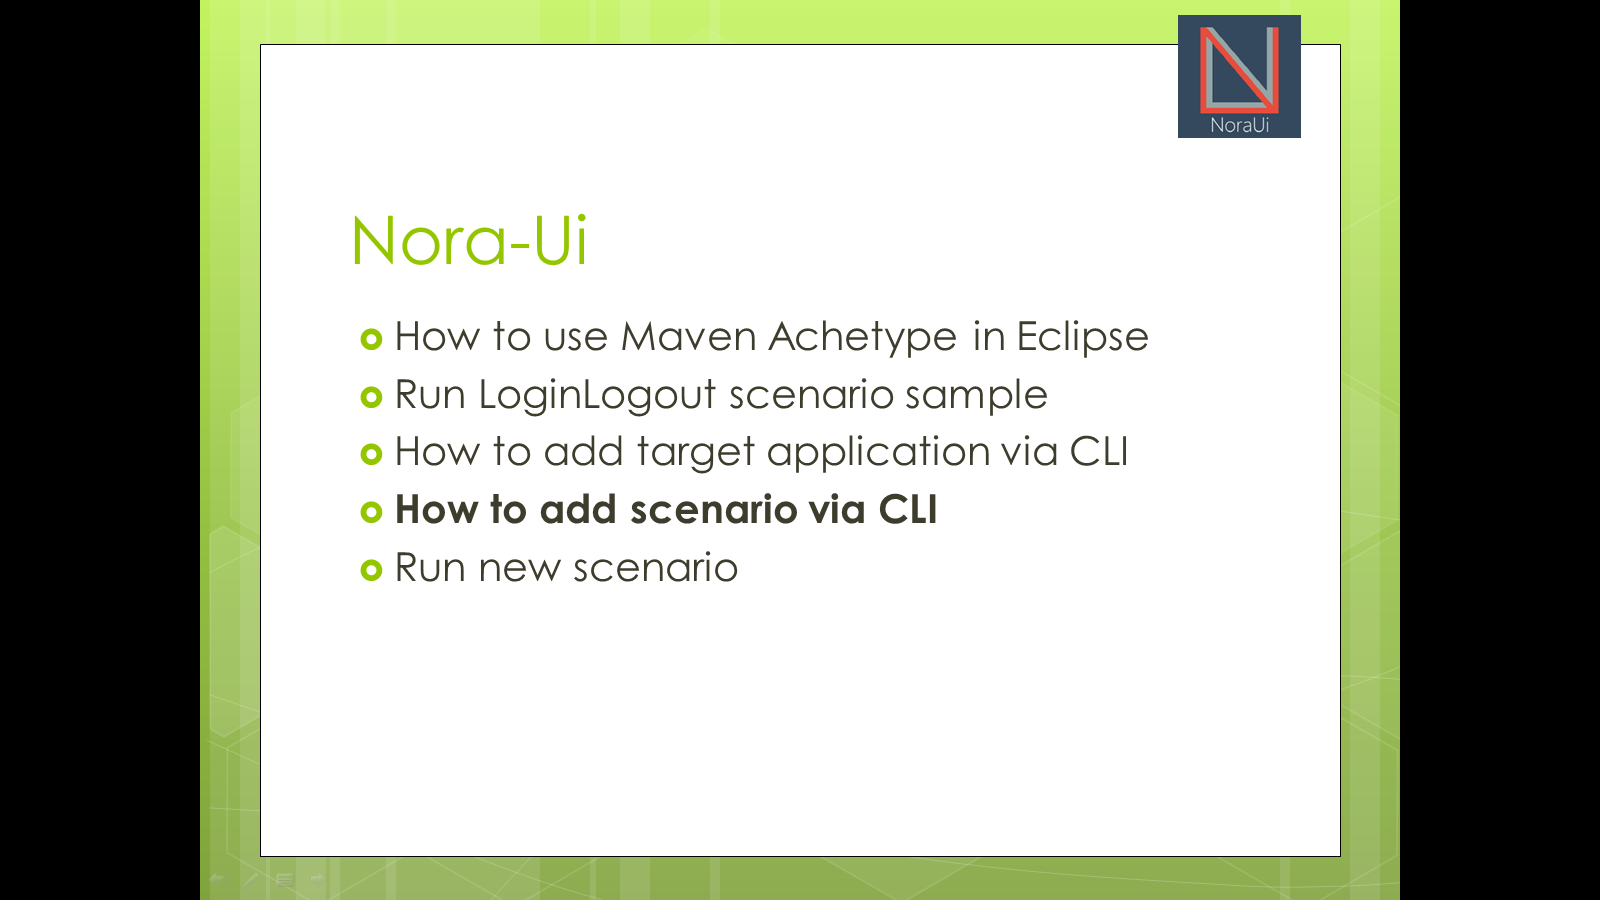 NoraUi
Nora-Ui
How to use Maven Achetype in Eclipse
Run LoginLogout scenario sample
How to add target application via CLI
How to add scenario via CLI
Run new scenario